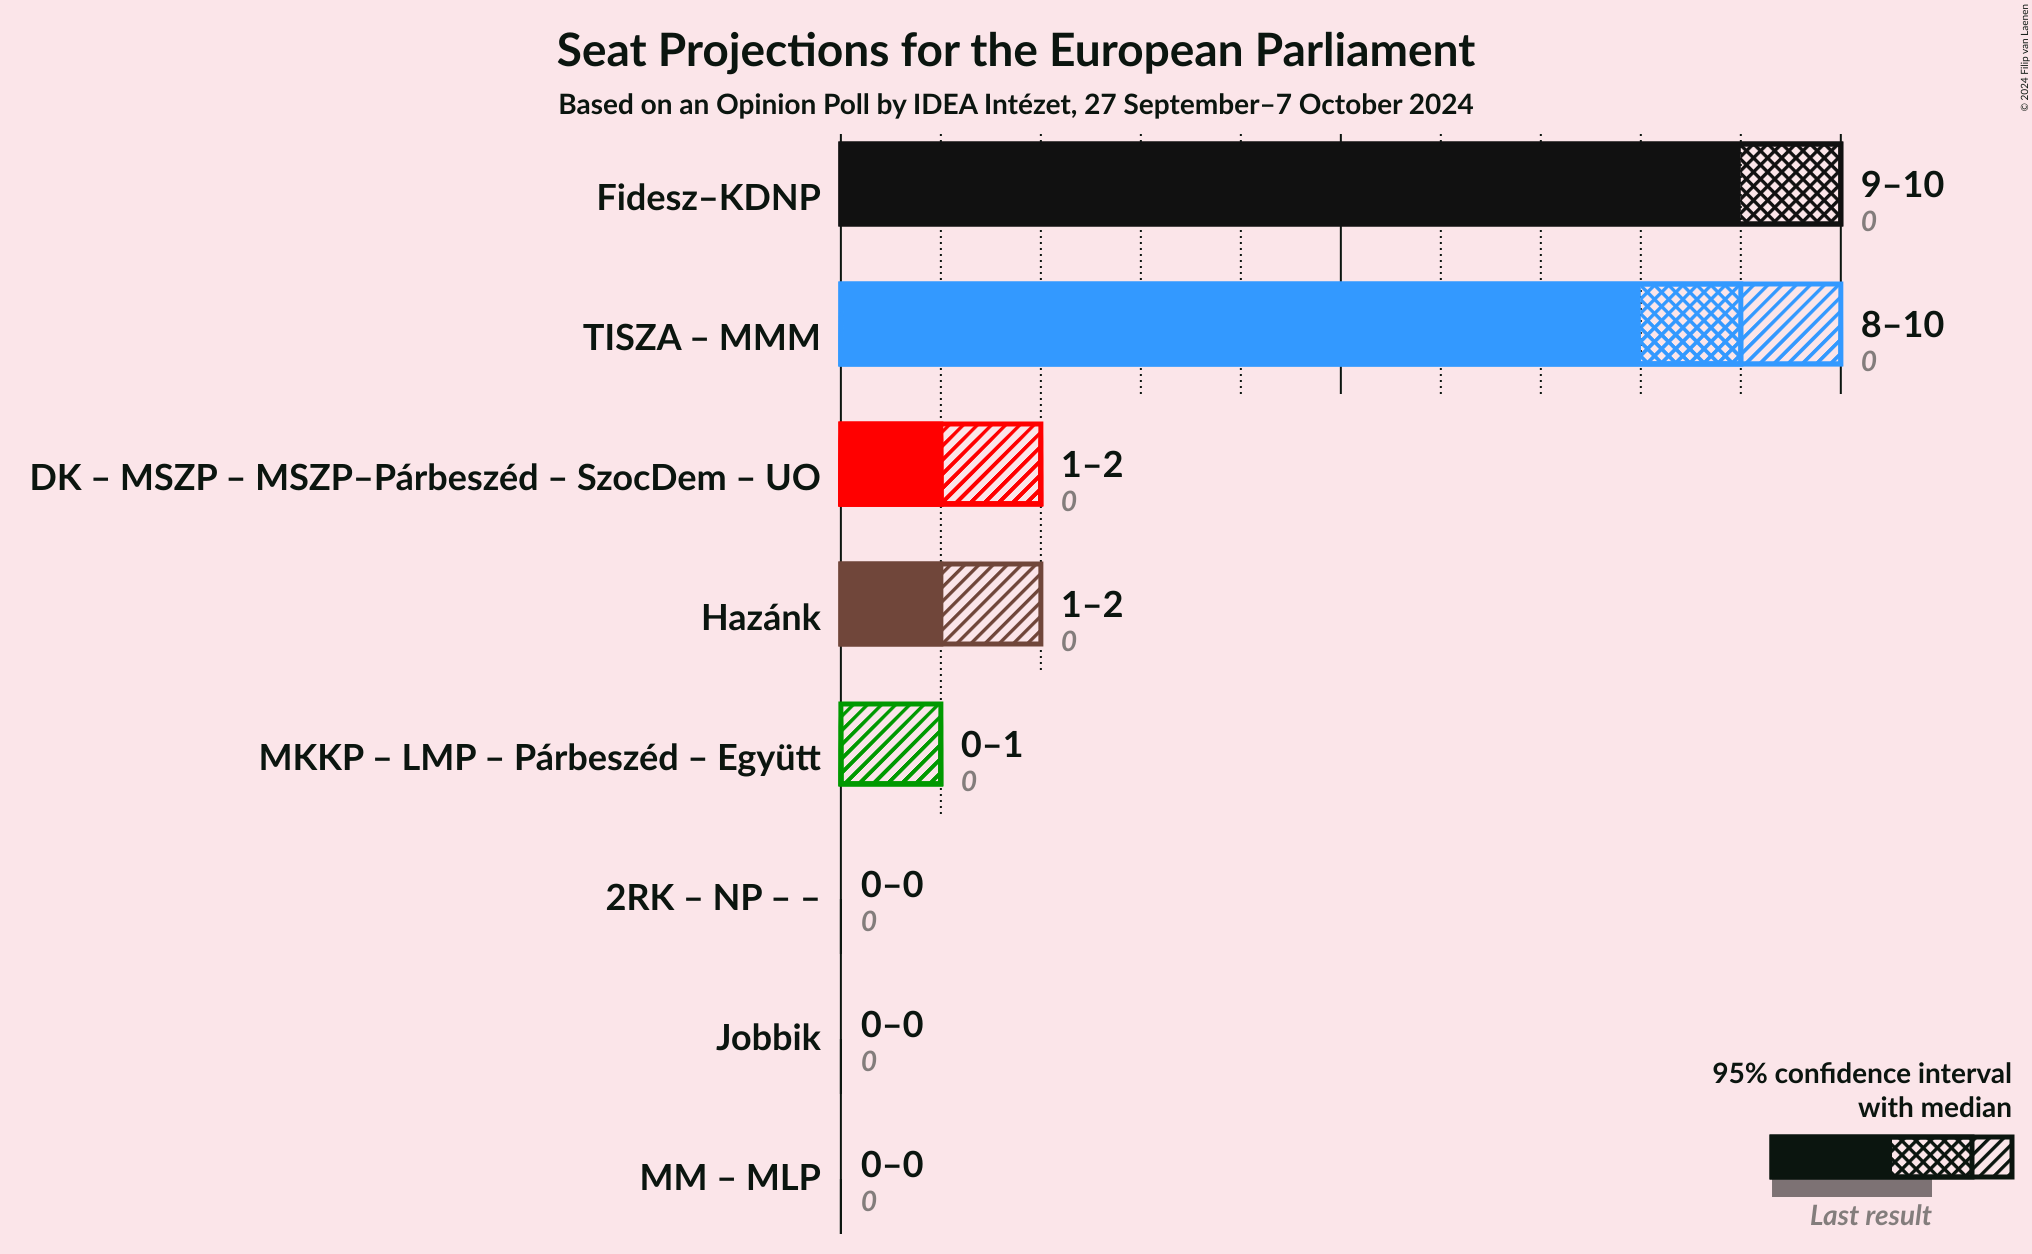 Seat Projections for the European Parliament
Based on an Opinion Poll by IDEA Intézet, 27 September–7 October 2024
© 2024 Filip van Laenen
Fidesz–KDNP
9–10
0
TISZA – MMM
8–10
0
DK – MSZP – MSZP–Párbeszéd – SzocDem – UO
1–2
0
Hazánk
1–2
0
MKKP – LMP – Párbeszéd – Együtt
0–1
0
2RK – NP – –
0–0
0
Jobbik
0–0
0
MM – MLP
0–0
0
95% confidence interval
with median
Last result